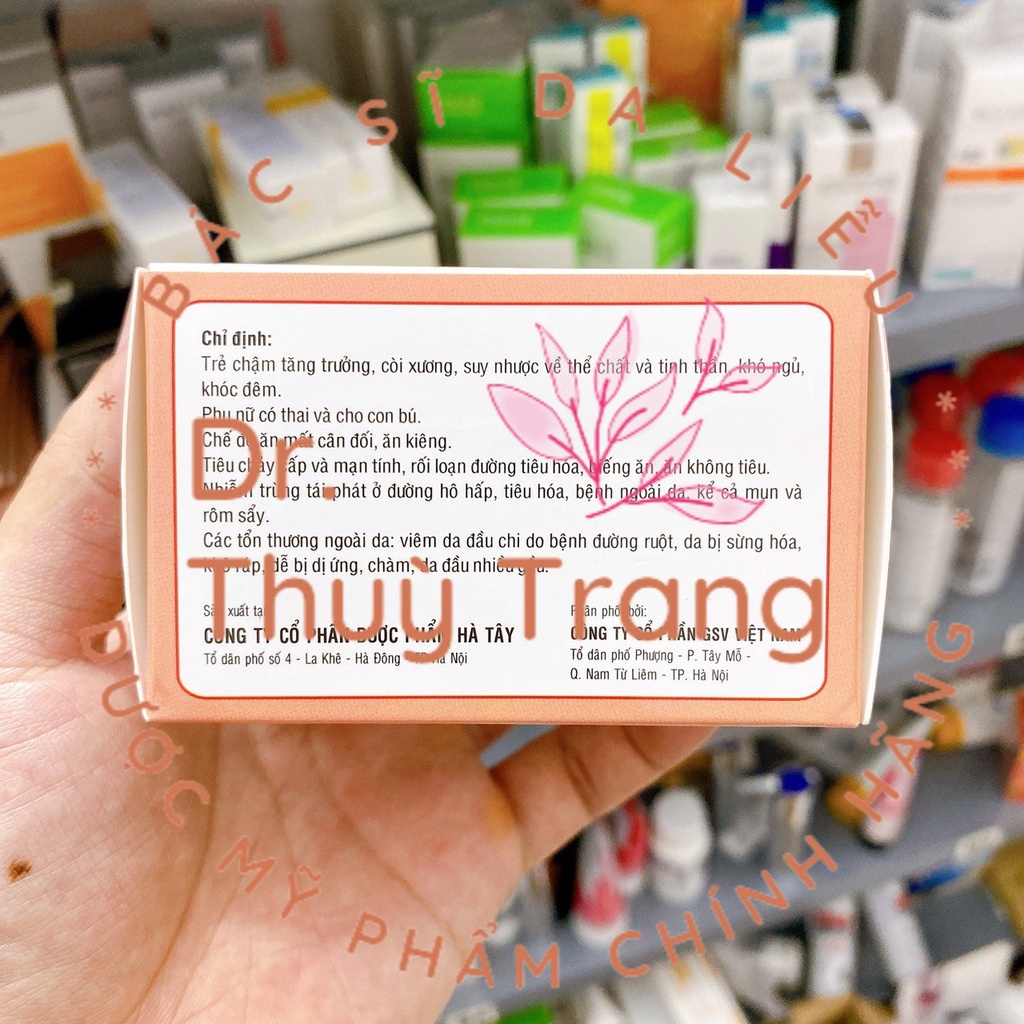 BÁC SĨ DA LIỄU
Chỉ định:
Trẻ chậm tăng trưởng, còi xương, suy nhược về thể chất và tinh thần, khó ngủ,
khóc đêm.
Phụ nữ có thai và cho con bú.
Chế độ ăn mất cân đối, ăn kiêng.
Dr.
Tiêu chảy cấp và mạn tính, rối loạn đường tiêu hóa, biếng ăn, ăn không tiêu.
Nhiễm trùng tái phát ở đường hô hấp, tiêu hóa, bệnh ngoài da, kể cả mụn và
rôm sẩy.
Các tổn thương ngoài da: viêm da đầu chi do bệnh đường ruột, da bị sừng hóa,
khô ráp, dễ bị dị ứng, chàm, da đầu nhiều gàu.
Thuỳ Trang
Sản xuất tại:
CÔNG TY CỔ PHẦN DƯỢC PHẨM HÀ TÂY
Tổ dân phố số 4 - La Khê - Hà Đông - TP Hà Nội
Phân phối bởi:
CÔNG TY CỔ PHẦN GSV VIỆT NAM
Tổ dân phố Phượng - P. Tây Mỗ -
Q. Nam Từ Liêm - TP. Hà Nội
DƯỢC MỸ PHẨM CHÍNH HÃNG